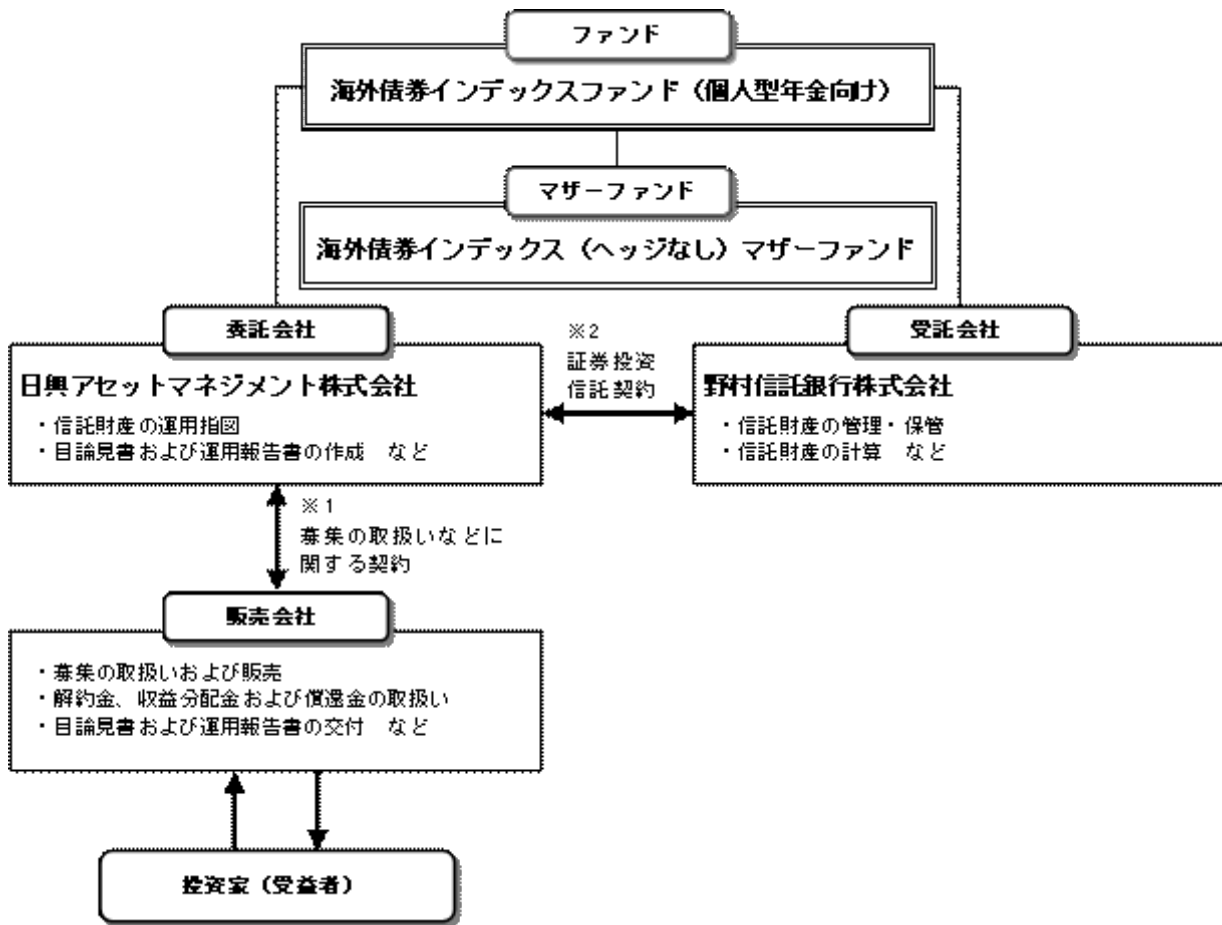 ファンド
海外債券インデックスファンド（個人型年金向け）
マザーファンド
海外債券インデックス（ヘッジなし）マザーファンド
委託会社
日興アセットマネジメント株式会社
・信託財産の運用指図
・目論見書および運用報告書の作成　など
※2
証券投資
信託契約
受託会社
野村信託銀行株式会社
・信託財産の管理・保管
・信託財産の計算　など
※1
募集の取扱いなどに
関する契約
販売会社
・募集の取扱いおよび販売
・解約金、収益分配金および償還金の取扱い
・目論見書および運用報告書の交付　など
投資家（受益者）